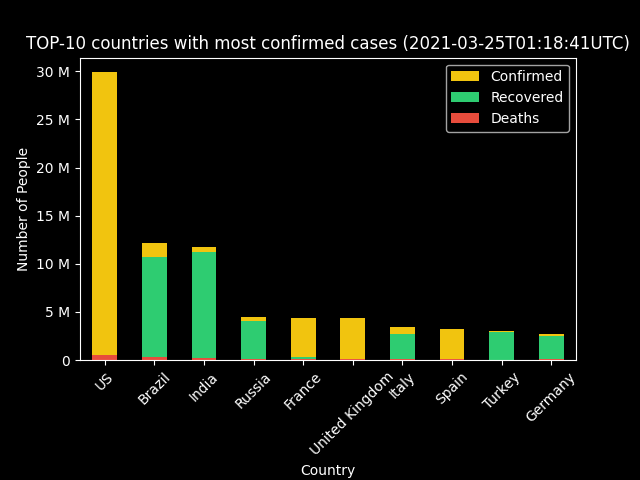 TOP-10 countries with most confirmed cases (2021-03-25T01:18:41UTC)
Confirmed
Recovered
Deaths
Number of People
30 M
25 M
20 M
15 M
10 M
5 M
0
US
Brazil
India
Russia
France
United Kingdom
Italy
Spain
Turkey
Germany
Country